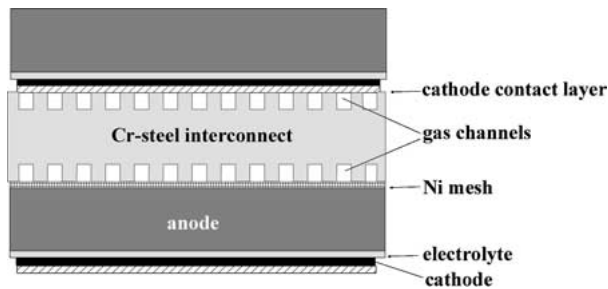 cathode contact layer
Cr-steel interconnect
gas channels
Ni mesh
anode
electrolyte
cathode